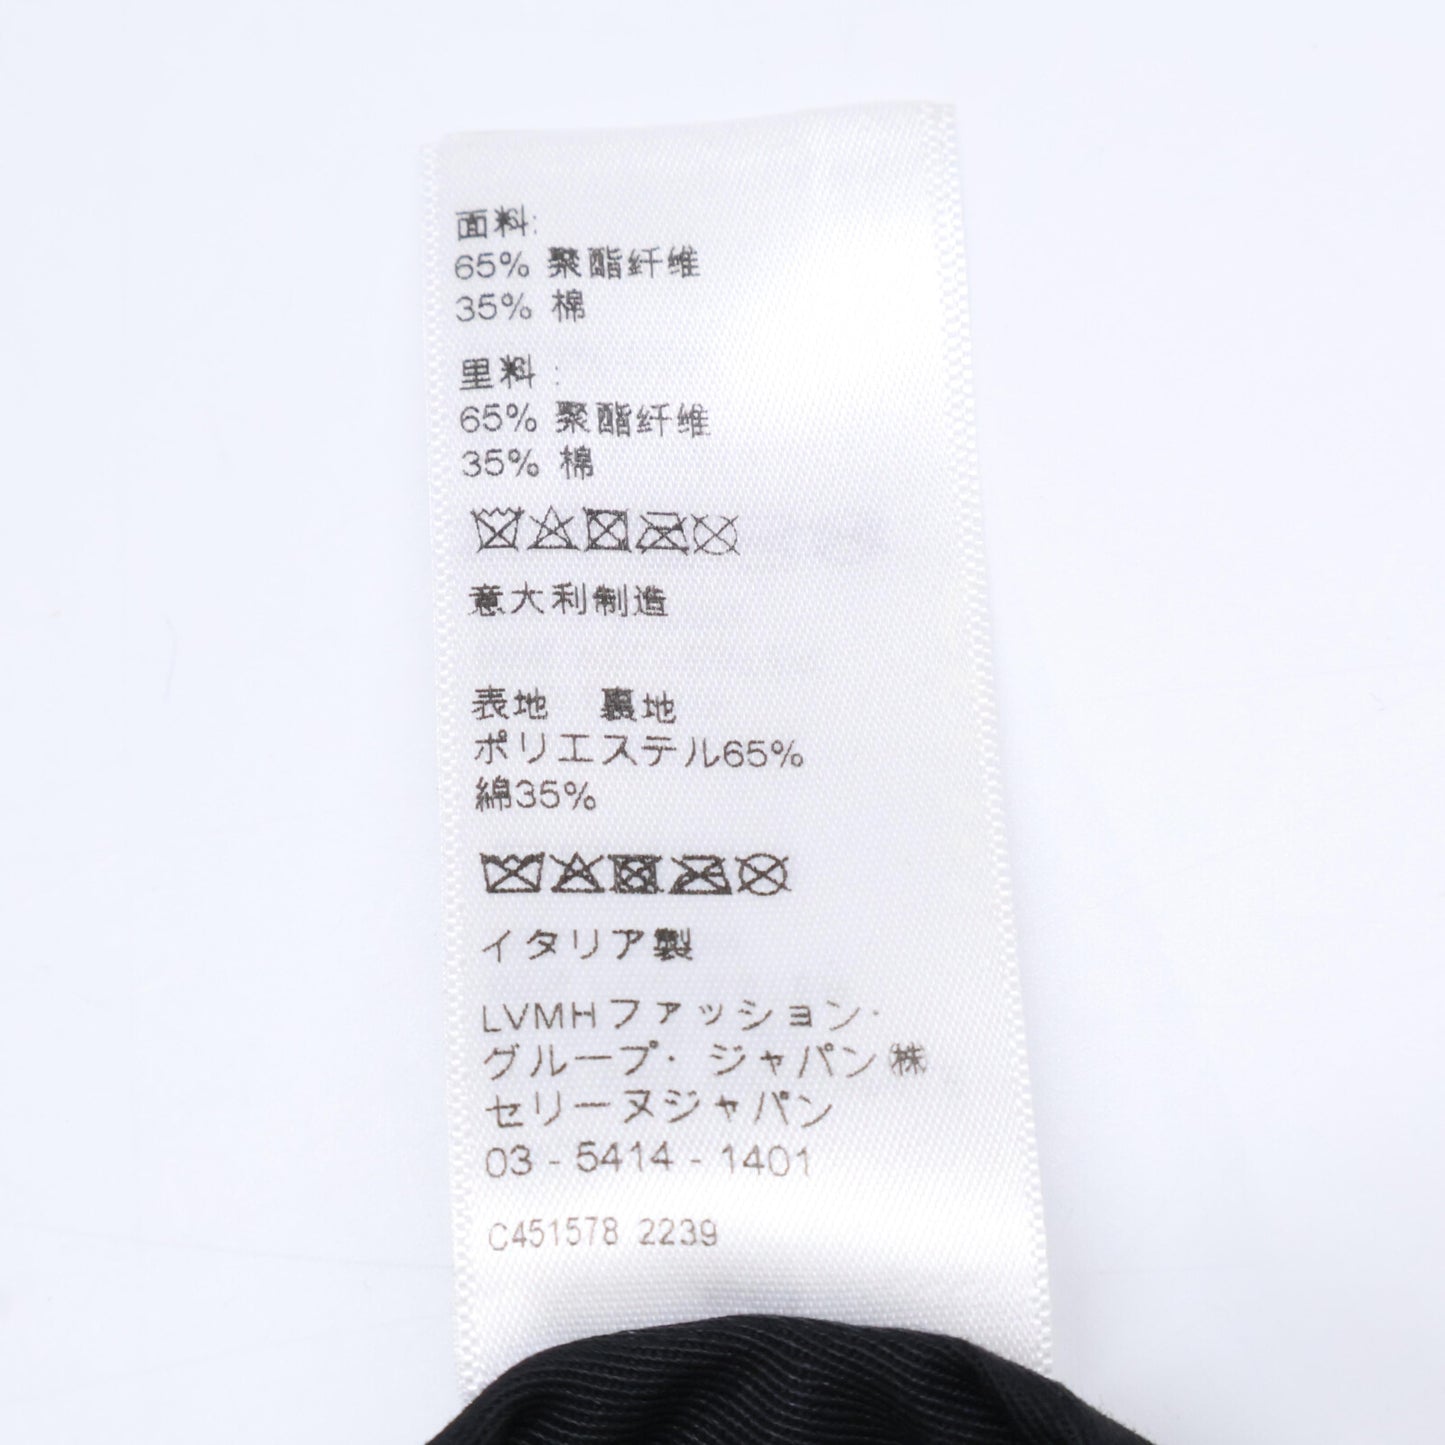 面料:
65% 聚酯纤维
35% 棉
里料:
65% 聚酯纤维
35% 棉
意大利制造
表地　裏地
ポリエステル65%
綿35%
イタリア製
LVMHファッション・
グループ・ジャパン㈱
セリーヌジャパン
03-5414-1401
C451578 2239